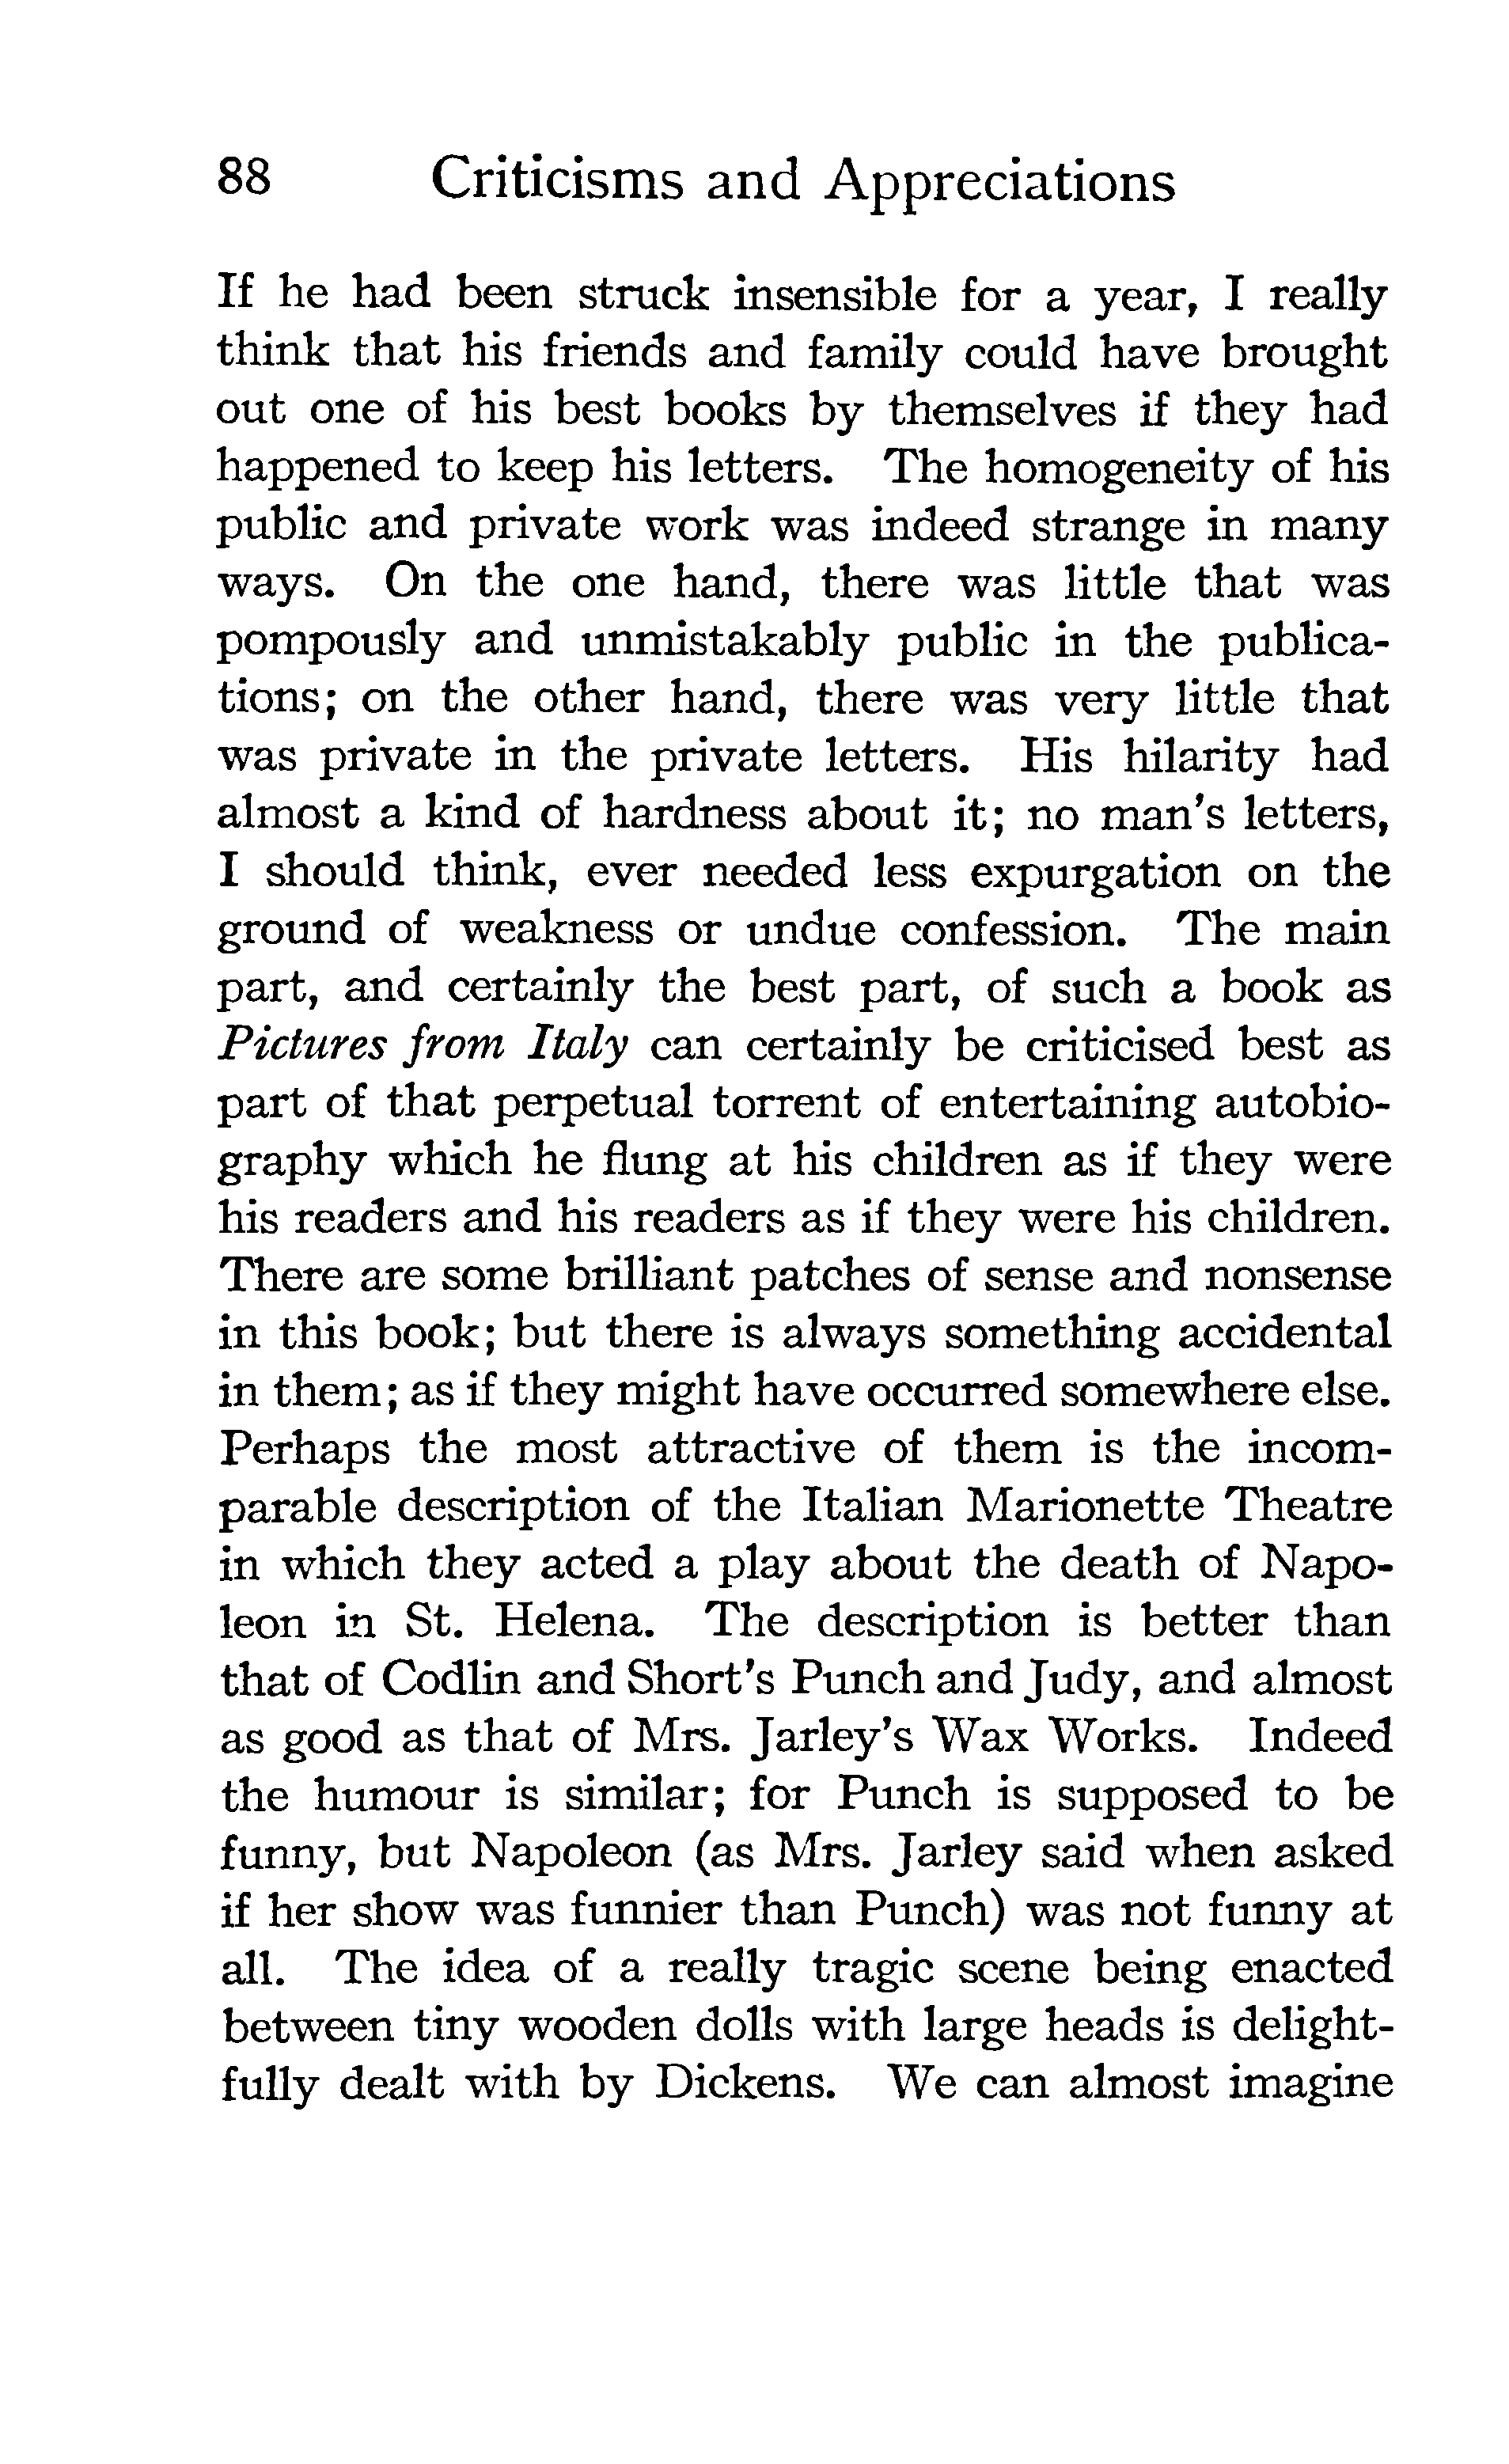 88 Criticisms and Appreciations
If he had been struck insensible for a year, I really
think that his friends and family could have brought
out one of his best books by themselves if they had
happened to keep his letters. The homogeneity of his
public and private work was indeed strange in many
ways. On the one hand, there was little that was
pompously and unmistakably public in the publica-
tions; on the other hand, there was very little that
was private in the private letters. His hilarity had
almost a kind of hardness about it; no man's letters,
I should think, ever needed less expurgation on the
ground of weakness or undue confession. The main
part, and certainly the best part, of such a book as
Pictures from Italy can certainly be criticised best as
part of that perpetual torrent of entertaining autobio-
graphy which he flung at his children as if they were
his readers and his readers as if they were his children.
There are some brilliant patches of sense and nonsense
in this book; but there is always something accidental
in them; as if they might have occurred somewhere else.
Perhaps the most attractive of them is the incom-
parable description of the Italian Marionette Theatre
in which they acted a play about the death of Napo-
leon in St. Helena. The description is better than
that of Codlin and Short's Punch and Judy, and almost
as good as that of Mrs. Jarley's Wax Works. Indeed
the humour is similar; for Punch is supposed to be
funny, but Napoleon (as Mrs. Jarley said when asked
if her show was funnier than Punch) was not funny at
all. The idea of a really tragic scene being enacted
between tiny wooden dolls with large heads is delight-
fully dealt with by Dickens. We can almost imagine